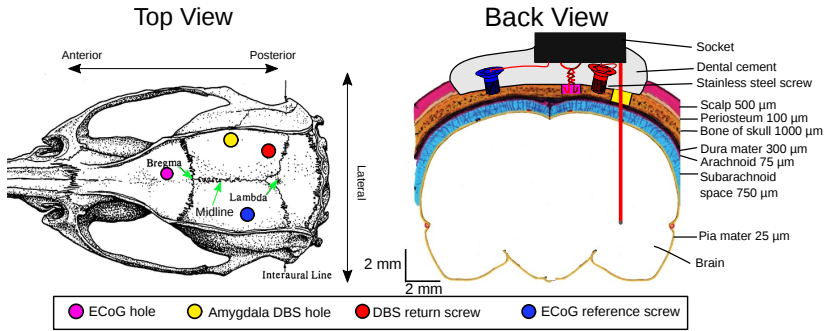 Top View
Anterior
Posterior
Bregma
Lambda
Midline
Lateral
Interaural Line
Back View
Socket
Dental cement
Stainless steel screw
Scalp 500 µm
Periosteum 100 µm
Bone of skull 1000 µm
Dura mater 300 µm
Arachnoid 75 µm
Subarachnoid
space 750 µm
Pia mater 25 µm
Brain
2 mm
2 mm
ECoG hole
Amygdala DBS hole
DBS return screw
ECoG reference screw